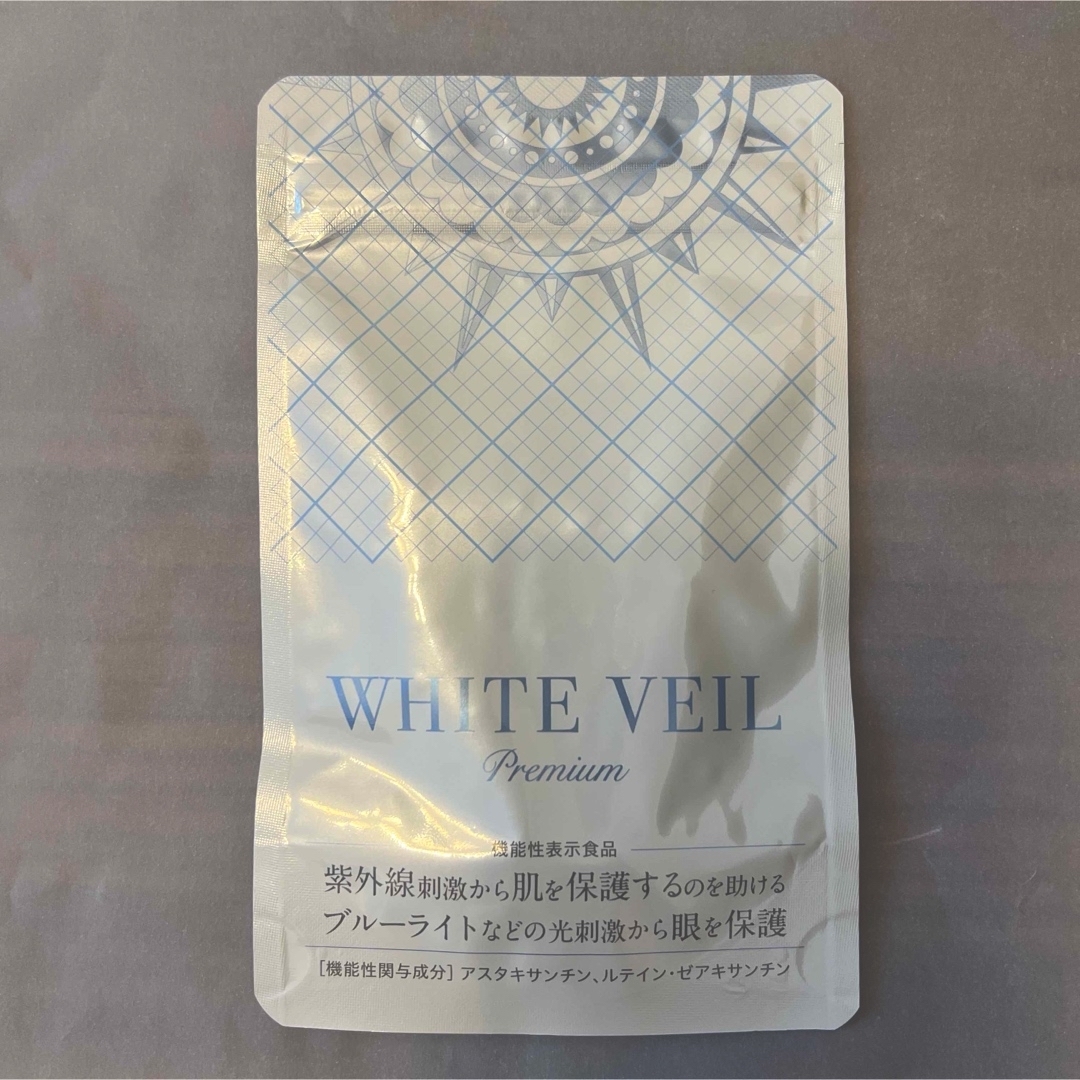 WHITE VEIL
Premium
機能性表示食品
紫外線刺激から肌を保護するのを助ける
ブルーライトなどの光刺激から眼を保護
[機能性関与成分] アスタキサンチン、ルテイン・ゼアキサンチン